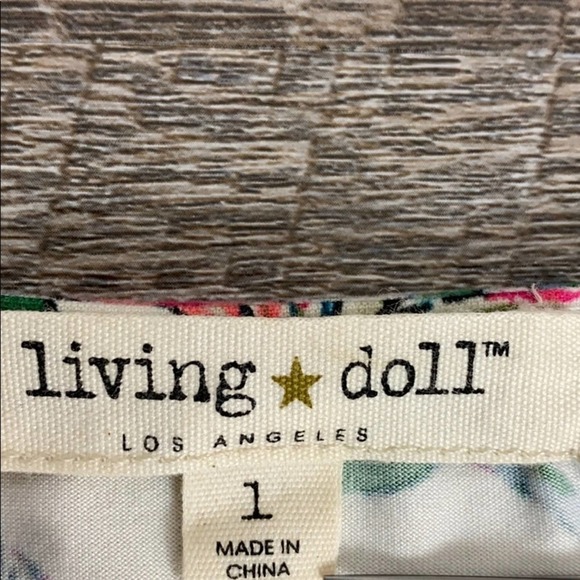 living ★ doll™
LOS ANGELES
1
MADE IN
CHINA